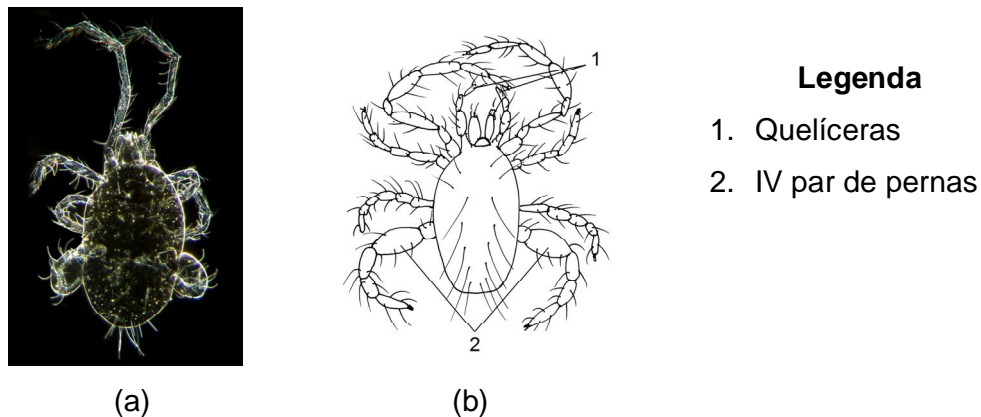 1
2
Legenda
1. Quelíceras
2. IV par de pernas
(a)
(b)